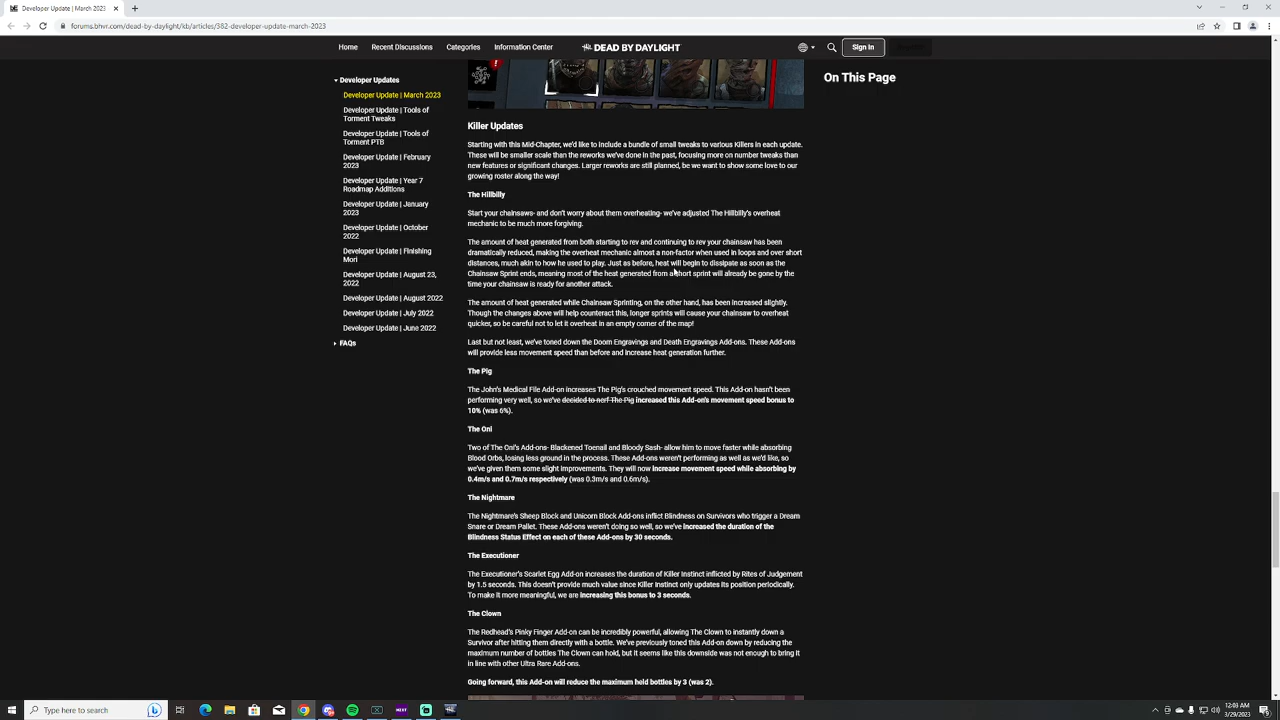 Developer Update | March 2023
forums.bhvr.com/dead-by-daylight/kb/articles/382-developer-update-march-2023
Home
Recent Discussions
Categories
Information Center
DEAD BY DAYLIGHT
Sign In
Developer Updates
Developer Update | March 2023
Developer Update | Tools of
Torment Tweaks
Developer Update | Tools of
Torment PTB
Developer Update | February
2023
Developer Update | Year 7
Roadmap Additions
Developer Update | January
2023
Developer Update | October
2022
Developer Update | Finishing
Mori
Developer Update | August 23,
2022
Developer Update | August 2022
Developer Update | July 2022
Developer Update | June 2022
FAQs
Killer Updates
Starting with this Mid-Chapter, we'd like to include a bundle of small tweaks to various Killers in each update.
These will be smaller scale than the reworks we've done in the past, focusing more on number tweaks than
new features or significant changes. Larger reworks are still planned, be we want to show some love to our
growing roster along the way!
The Hillbilly
Start your chainsaws- and don't worry about them overheating- we've adjusted The Hillbilly's overheat
mechanic to be much more forgiving.
The amount of heat generated from both starting to rev and continuing to rev your chainsaw has been
dramatically reduced, making the overheat mechanic almost a non-factor when used in loops and over short
distances, much akin to how he used to play. Just as before, heat will begin to dissipate as soon as the
Chainsaw Sprint ends, meaning most of the heat generated from a short sprint will already be gone by the
time your chainsaw is ready for another attack.
The amount of heat generated while Chainsaw Sprinting, on the other hand, has been increased slightly.
Though the changes above will help counteract this, longer sprints will cause your chainsaw to overheat
quicker, so be careful not to let it overheat in an empty corner of the map!
Last but not least, we've toned down the Doom Engravings and Death Engravings Add-ons. These Add-ons
will provide less movement speed than before and increase heat generation further.
The Pig
The John's Medical File Add-on increases The Pig's crouched movement speed. This Add-on hasn't been
performing very well, so we've decided to nerf The Pig increased this Add-on's movement speed bonus to
10% (was 6%).
The Oni
Two of The Oni's Add-ons- Blackened Toenail and Bloody Sash- allow him to move faster while absorbing
Blood Orbs, losing less ground in the process. These Add-ons weren't performing as well as we'd like, so
we've given them some slight improvements. They will now increase movement speed while absorbing by
0.4m/s and 0.7m/s respectively (was 0.3m/s and 0.6m/s).
The Nightmare
The Nightmare's Sheep Block and Unicorn Block Add-ons inflict Blindness on Survivors who trigger a Dream
Snare or Dream Pallet. These Add-ons weren't doing so well, so we've increased the duration of the
Blindness Status Effect on each of these Add-ons by 30 seconds.
The Executioner
The Executioner's Scarlet Egg Add-on increases the duration of Killer Instinct inflicted by Rites of Judgement
by 1.5 seconds. This doesn't provide much value since Killer Instinct only updates its position periodically.
To make it more meaningful, we are increasing this bonus to 3 seconds.
The Clown
The Redhead's Pinky Finger Add-on can be incredibly powerful, allowing The Clown to instantly down a
Survivor after hitting them directly with a bottle. We've previously toned this Add-on down by reducing the
maximum number of bottles The Clown can hold, but it seems like this downside was not enough to bring it
in line with other Ultra Rare Add-ons.
Going forward, this Add-on will reduce the maximum held bottles by 3 (was 2).
On This Page
Type here to search
NEXT
12:03 AM
3/29/2023